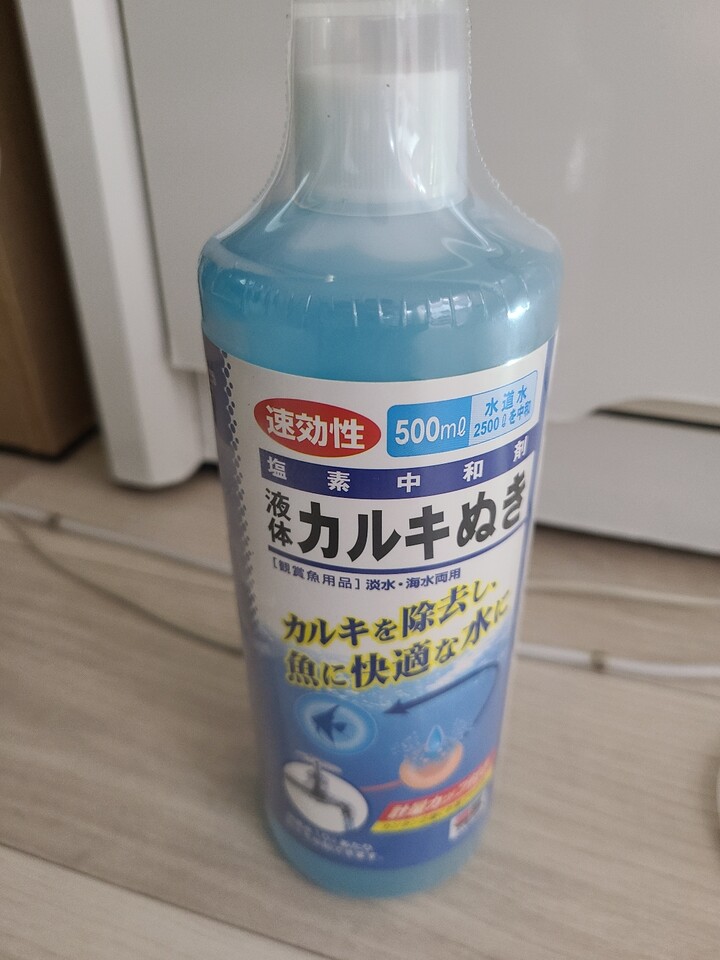 速効性
500mℓ
水道水
2500ℓを中和
塩素中和剤
液体カルキぬき
［観賞魚用品］淡水・海水両用
カルキを除去し、
魚に快適な水に